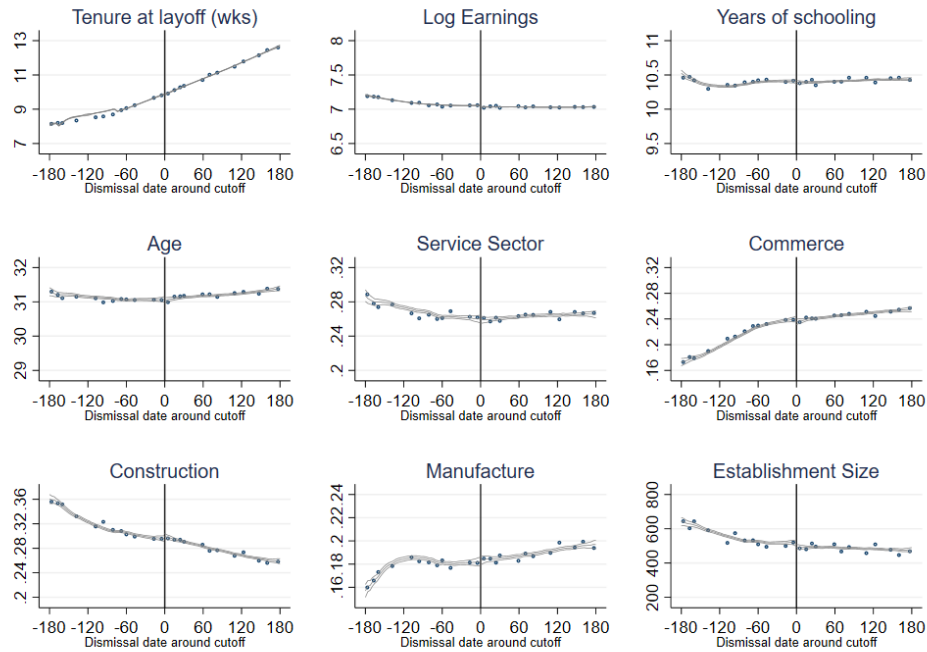 Tenure at layoff (wks)
13
11
9
7
-180 -120 -60 0 60 120 180
Dismissal date around cutoff
Log Earnings
8
7.5
7
6.5
-180 -120 -60 0 60 120 180
Dismissal date around cutoff
Years of schooling
11
10.5
10
9.5
-180 -120 -60 0 60 120 180
Dismissal date around cutoff
Age
32
31
30
29
-180 -120 -60 0 60 120 180
Dismissal date around cutoff
Service Sector
.32
.28
.24
.2
-180 -120 -60 0 60 120 180
Dismissal date around cutoff
Commerce
.32
.28
.24
.2
.16
-180 -120 -60 0 60 120 180
Dismissal date around cutoff
Construction
.36
.32
.28
.24
.2
-180 -120 -60 0 60 120 180
Dismissal date around cutoff
Manufacture
.24
.22
.2
.18
.16
-180 -120 -60 0 60 120 180
Dismissal date around cutoff
Establishment Size
800
600
400
200
-180 -120 -60 0 60 120 180
Dismissal date around cutoff